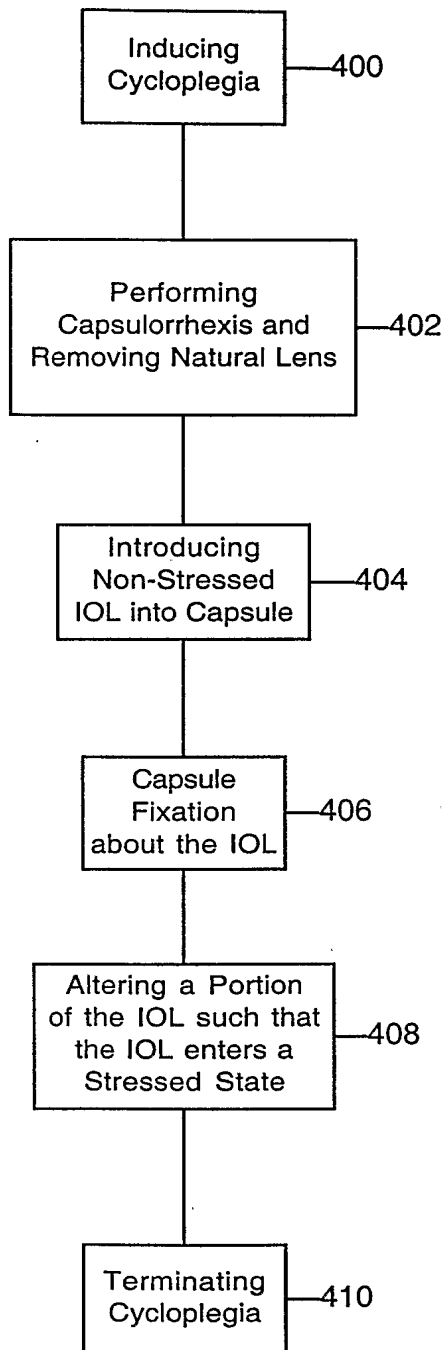 Inducing
Cycloplegia
400
Performing
Capsulorrhexis and
Removing Natural Lens
402
Introducing
Non-Stressed
IOL into Capsule
404
Capsule
Fixation
about the IOL
406
Altering a Portion
of the IOL such that
the IOL enters a
Stressed State
408
Terminating
Cycloplegia
410